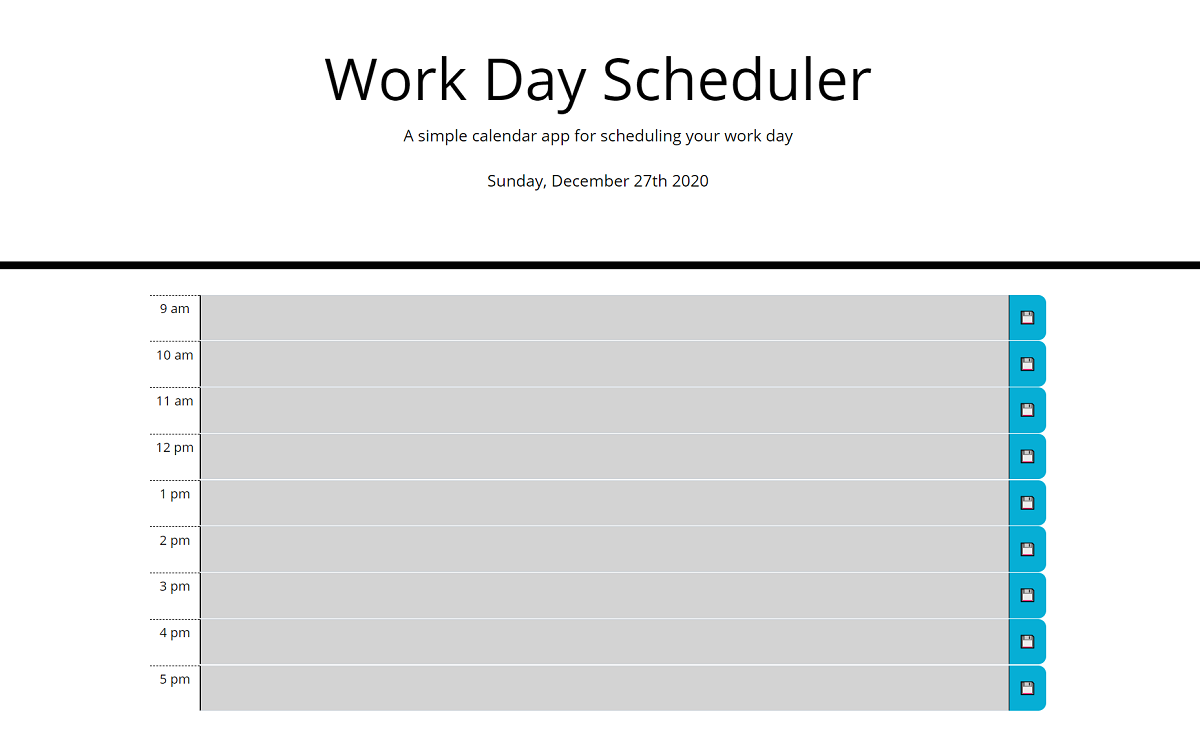 Work Day Scheduler
A simple calendar app for scheduling your work day
Sunday, December 27th 2020
9 am
10 am
11 am
12 pm
1 pm
2 pm
3 pm
4 pm
5 pm